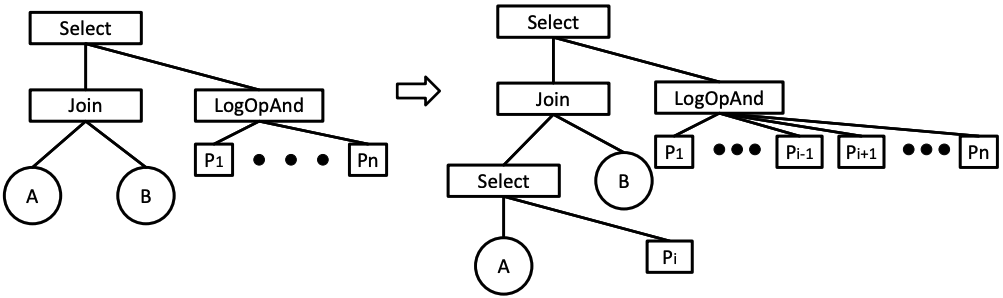 Select
Join
LogOpAnd
P1
Pn
A
B
Select
Join
LogOpAnd
P1
Pi-1
Pi+1
Pn
Select
B
A
Pi